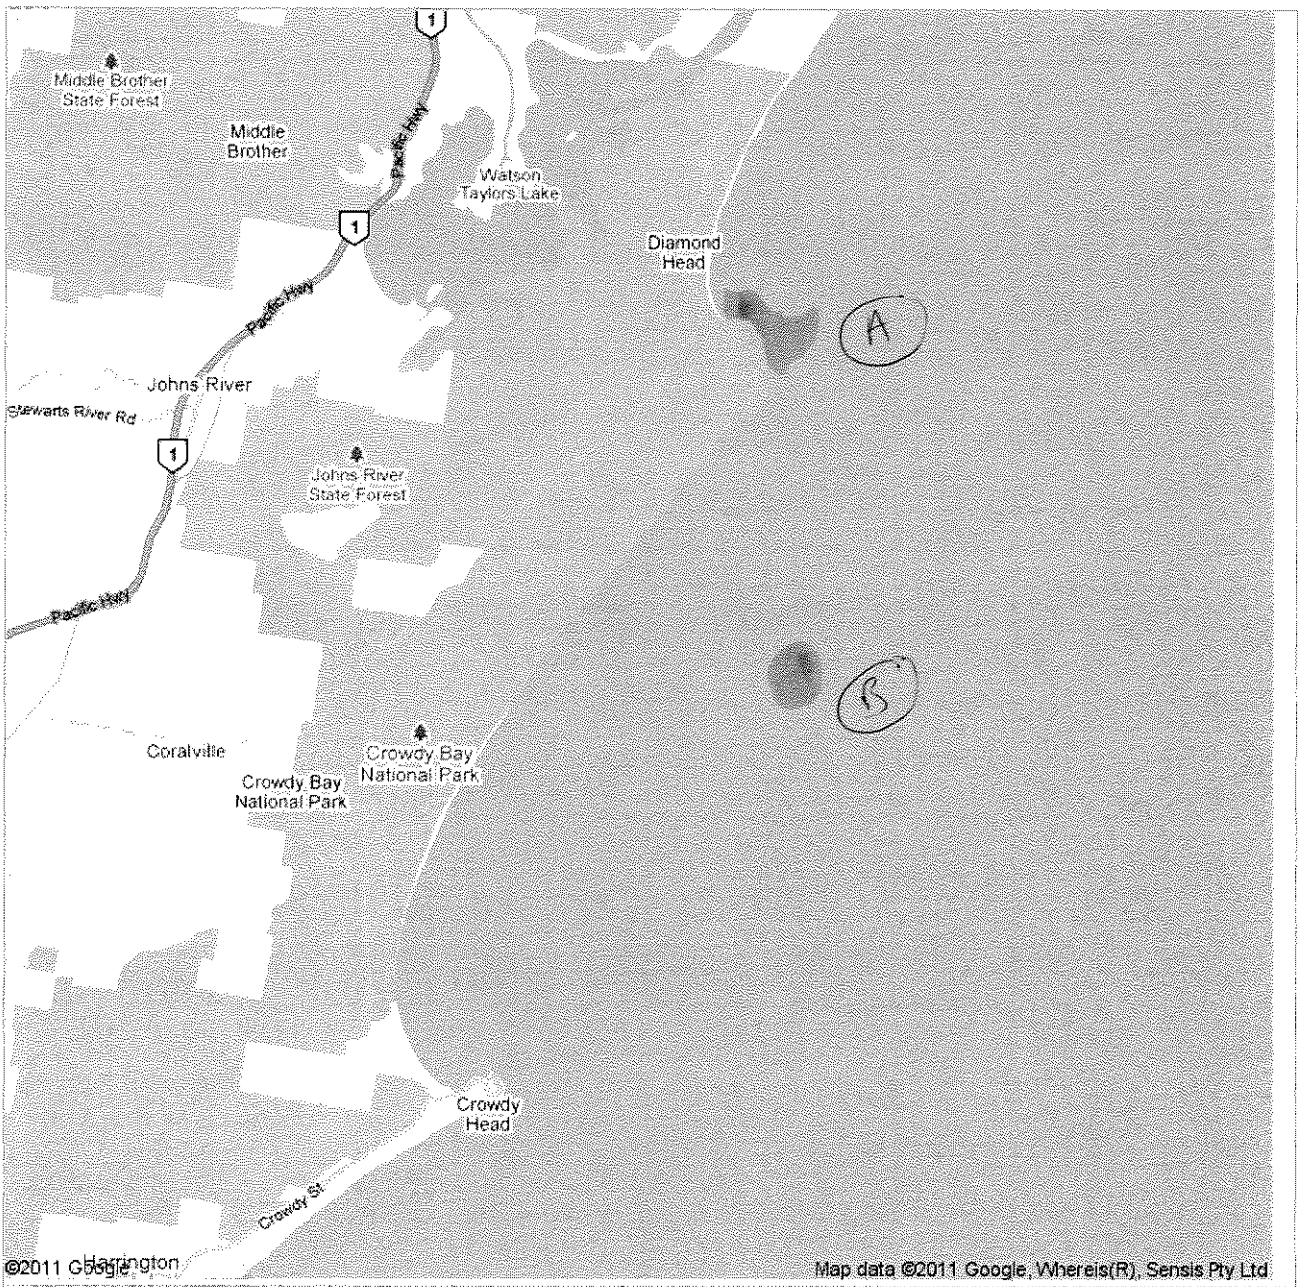 1
Middle Brother
State Forest
Middle
Brother
Pacific Hwy
Watson
Taylors Lake
1
Diamond
Head
Pacific Hwy
A
Johns River
Stewarts River Rd
1
Johns River
State Forest
Pacific Hwy
B
Coralville
Crowdy Bay
National Park
Crowdy Bay
National Park
Crowdy
Head
Crowdy St
Harrington
©2011 Google
Map data ©2011 Google, Whereis(R), Sensis Pty Ltd